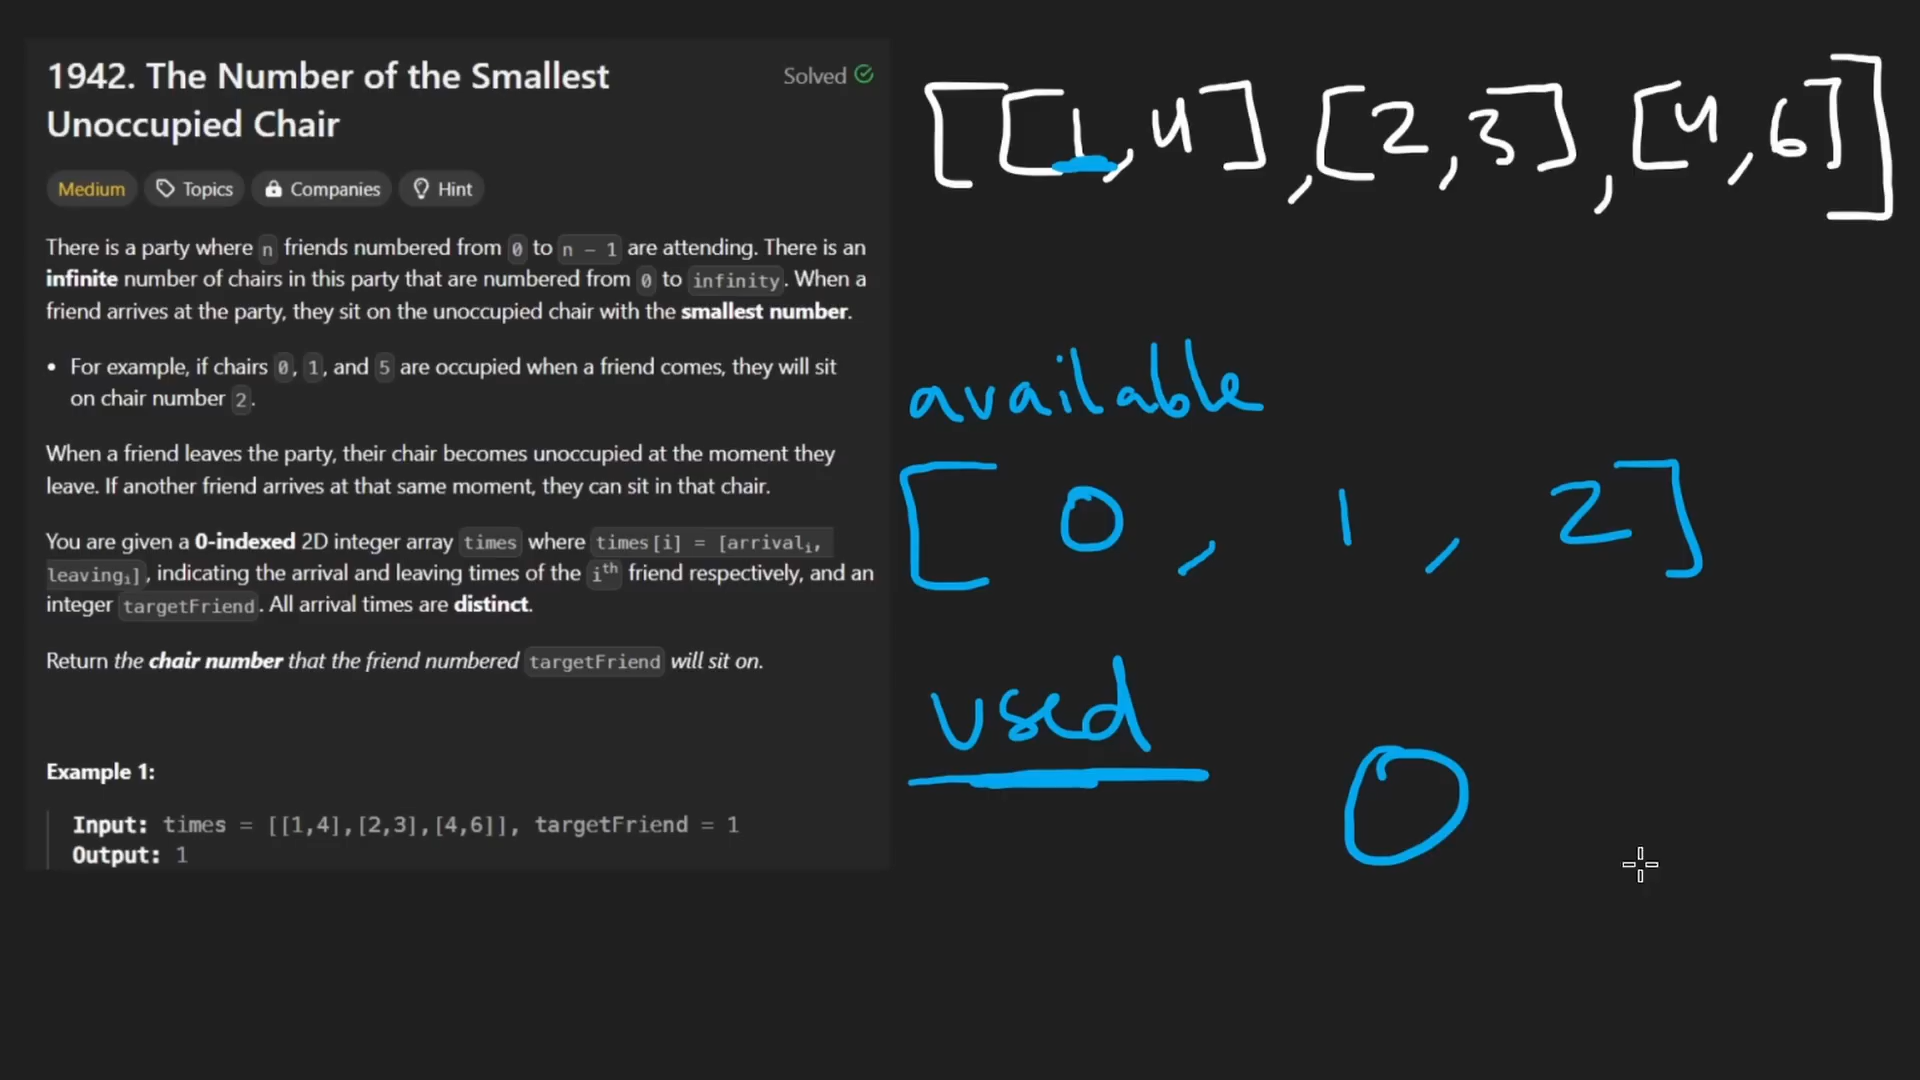 1942. The Number of the Smallest
Unoccupied Chair
Solved
Medium Topics Companies Hint
There is a party where n friends numbered from 0 to n - 1 are attending. There is an
infinite number of chairs in this party that are numbered from 0 to infinity. When a
friend arrives at the party, they sit on the unoccupied chair with the smallest number.
• For example, if chairs 0, 1, and 5 are occupied when a friend comes, they will sit
on chair number 2.
When a friend leaves the party, their chair becomes unoccupied at the moment they
leave. If another friend arrives at that same moment, they can sit in that chair.
You are given a 0-indexed 2D integer array times where times[i] = [arrivalᵢ,
leavingᵢ], indicating the arrival and leaving times of the iᵗʰ friend respectively, and an
integer targetFriend. All arrival times are distinct.
Return the chair number that the friend numbered targetFriend will sit on.
Example 1:
Input: times = [[1,4],[2,3],[4,6]], targetFriend = 1
Output: 1
[[1,4],[2,3],[4,6]]
available
[0, 1, 2]
used
0